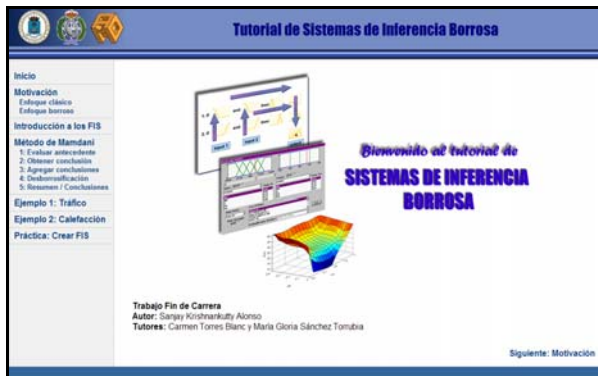 Tutorial de Sistemas de Inferencia Borrosa
Inicio
Motivación
Enfoque clásico
Enfoque borroso
Introducción a los FIS
Método de Mamdani
1: Evaluar antecedente
2: Obtener conclusión
3: Agregar conclusiones
4: Desborrosificación
5: Resumen / Conclusiones
Ejemplo 1: Tráfico
Ejemplo 2: Calefacción
Práctica: Crear FIS
Bienvenido al tutorial de
SISTEMAS DE INFERENCIA
BORROSA
Trabajo Fin de Carrera
Autor: Sanjay Krishnankutty Alonso
Tutores: Carmen Torres Blanc y María Gloria Sánchez Torrubia
Siguiente: Motivación